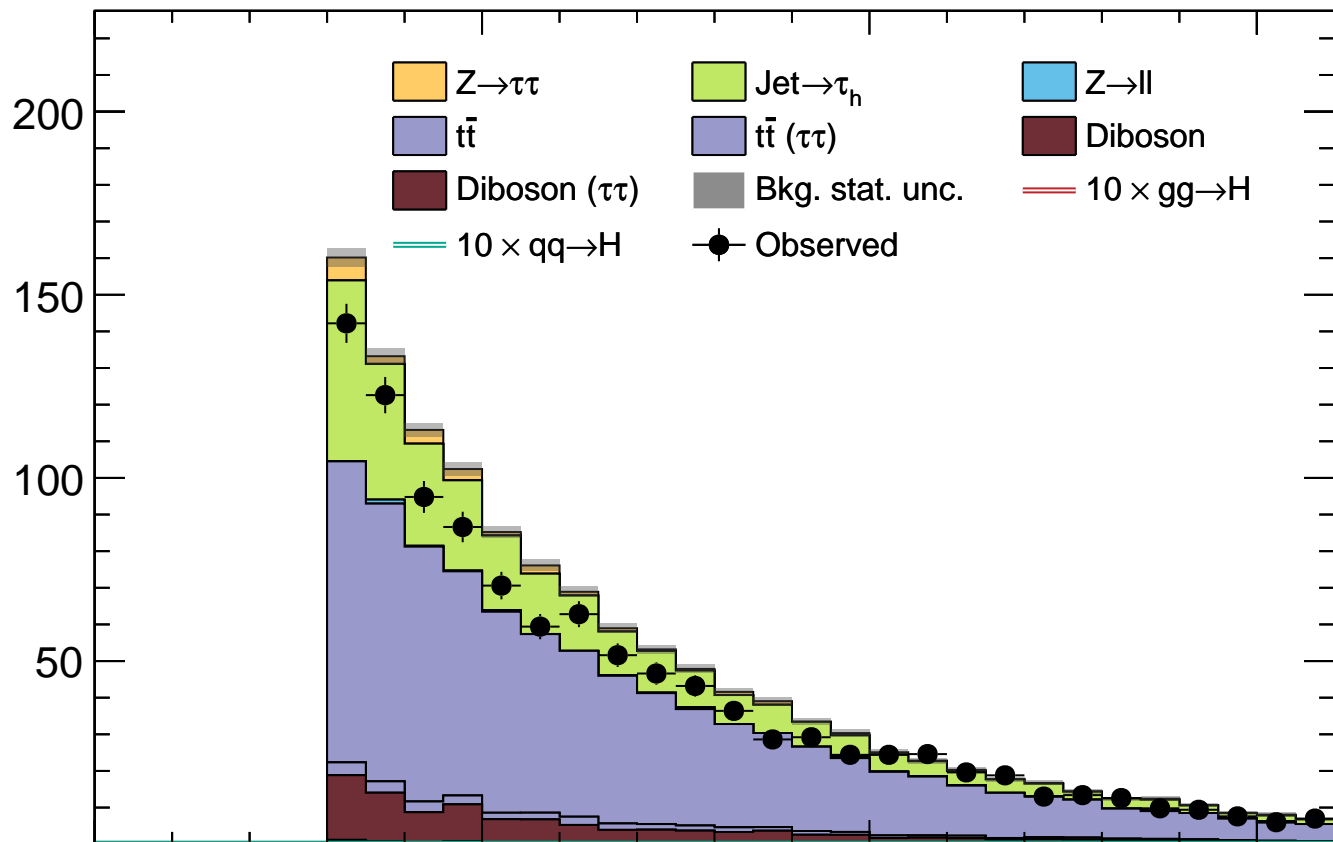 200
150
100
50
Z→ττ
Jet→τh
Z→ll
tt̄
tt̄ (ττ)
Diboson
Diboson (ττ)
Bkg. stat. unc.
10 × gg→H
10 × qq→H
Observed